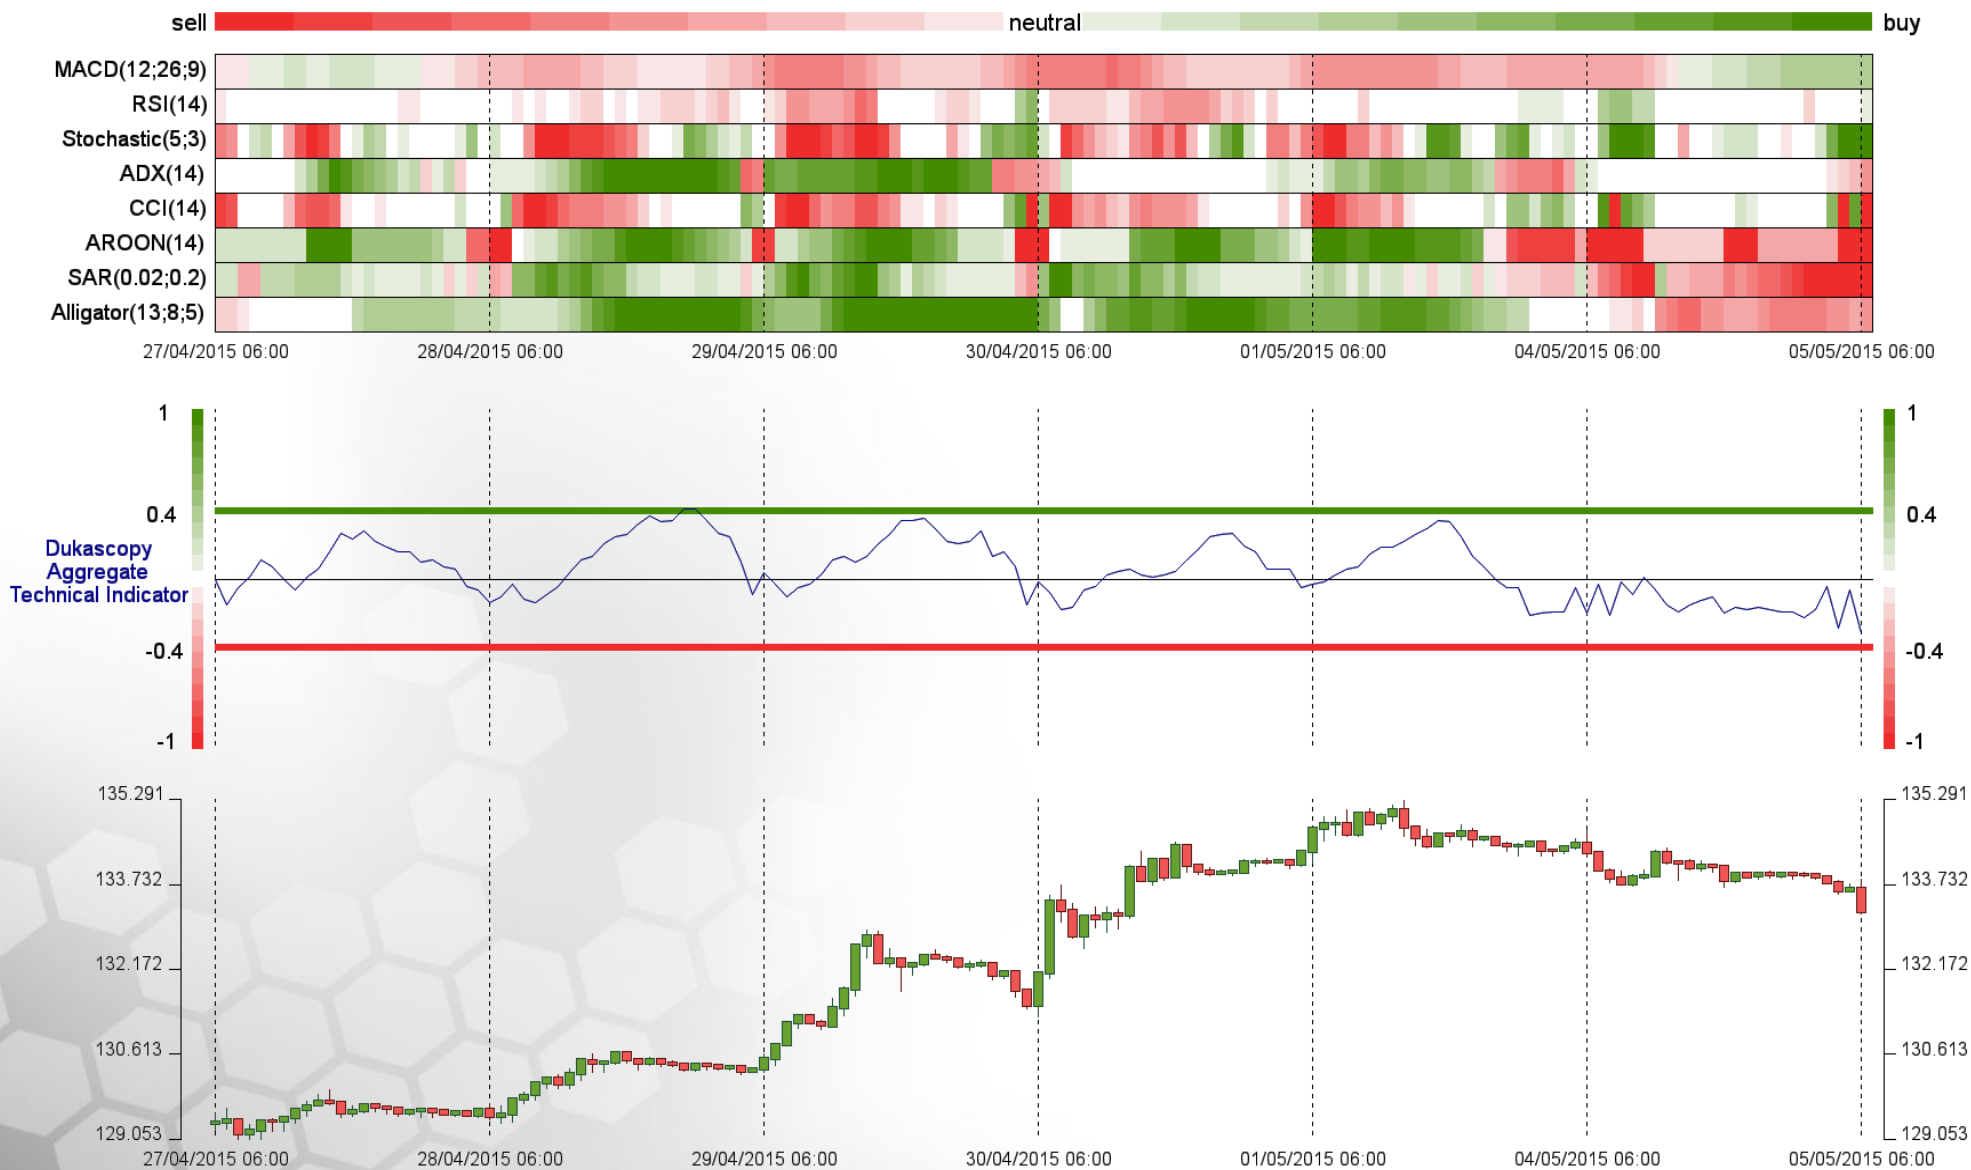 sell neutral buy
MACD(12;26;9)
RSI(14)
Stochastic(5;3)
ADX(14)
CCI(14)
AROON(14)
SAR(0.02;0.2)
Alligator(13;8;5)
27/04/2015 06:00 28/04/2015 06:00 29/04/2015 06:00 30/04/2015 06:00 01/05/2015 06:00 04/05/2015 06:00 05/05/2015 06:00
1 1
0.4 0.4
Dukascopy
Aggregate
Technical Indicator
-0.4 -0.4
-1 -1
135.291 135.291
133.732 133.732
132.172 132.172
130.613 130.613
129.053 129.053
27/04/2015 06:00 28/04/2015 06:00 29/04/2015 06:00 30/04/2015 06:00 01/05/2015 06:00 04/05/2015 06:00 05/05/2015 06:00